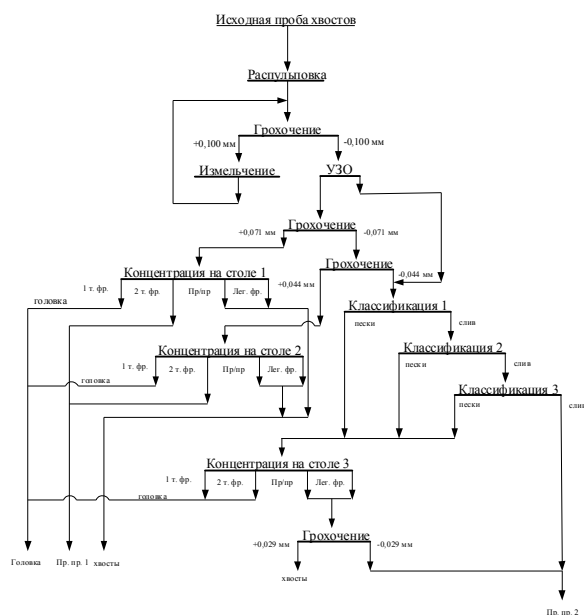 Исходная проба хвостов
Распульповка
Грохочение
+0,100 мм
-0,100 мм
Измельчение
УЗО
Грохочение
+0,071 мм
-0,071 мм
Грохочение
Концентрация на столе 1
+0,044 мм
-0,044 мм
головка
1 т. фр.
2 т. фр.
Пр/пр
Лег. фр.
Классификация 1
пески
слив
Концентрация на столе 2
Классификация 2
1 т. фр.
2 т. фр.
Пр/пр
Лег. фр.
пески
слив
головка
Классификация 3
пески
слив
Концентрация на столе 3
1 т. фр.
2 т. фр.
Пр/пр
Лег. фр.
головка
Грохочение
+0,029 мм
-0,029 мм
Головка
Пр. пр. 1
хвосты
хвосты
Пр. пр. 2